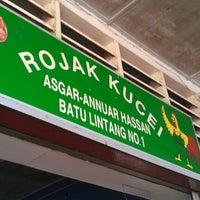 ROJAK KUCEI
ASGAR-ANNUAR HASSAN
BATU LINTANG NO.1